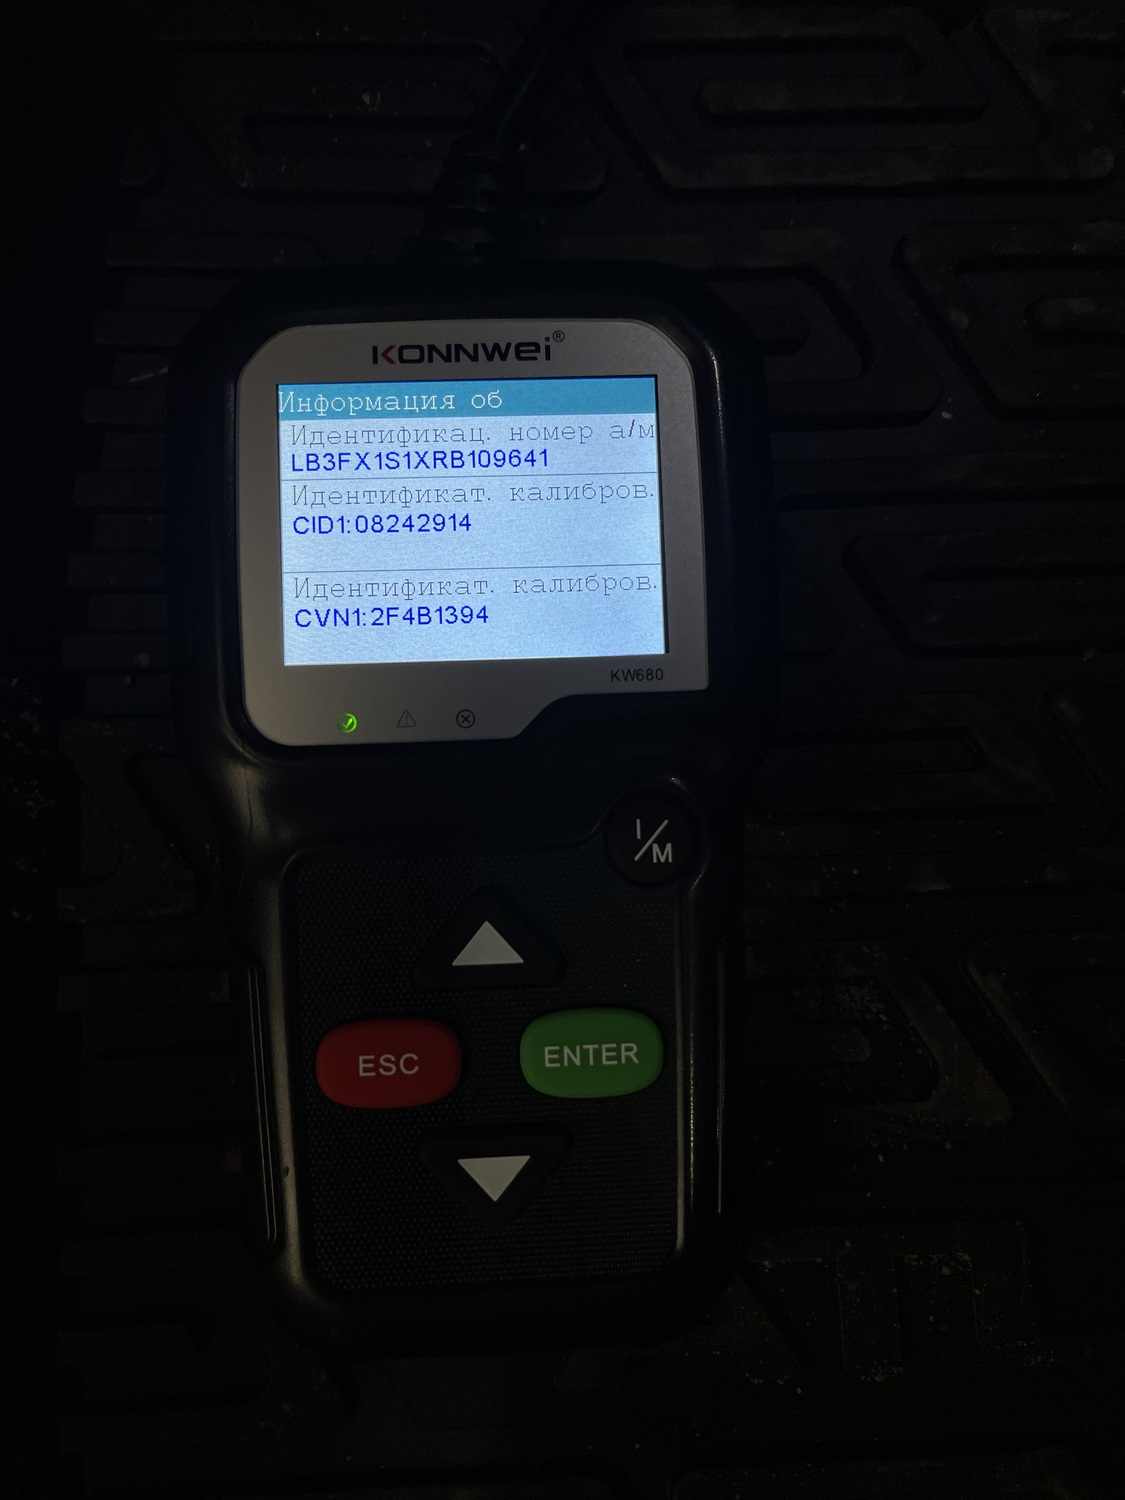 KONNWEI®
Информация об
Идентификац. номер а/м
LB3FX1S1XRB109641
Идентификат. калибров.
CID1:08242914
Идентификат. калибров.
CVN1:2F4B1394
KW680
I/M
ESC
ENTER